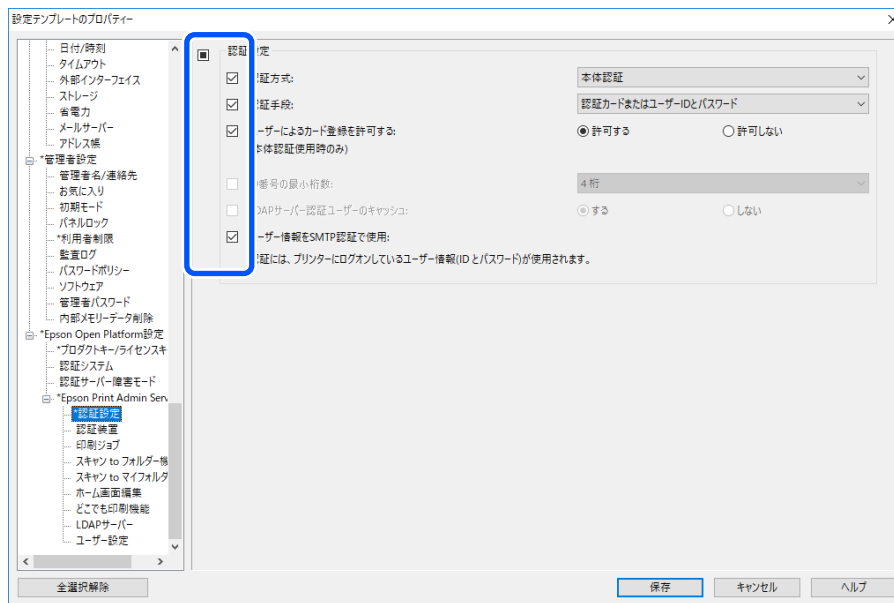 設定テンプレートのプロパティー
日付/時刻
タイムアウト
外部インターフェイス
ストレージ
省電力
メールサーバー
アドレス帳
*管理者設定
管理者名/連絡先
お気に入り
初期モード
パネルロック
*利用者制限
監査ログ
パスワードポリシー
ソフトウェア
管理者パスワード
内部メモリーデータ削除
*Epson Open Platform設定
*プロダクトキー/ライセンスキ
認証システム
認証サーバー障害モード
*Epson Print Admin Serv
*認証設定
認証装置
印刷ジョブ
スキャン to フォルダー機
スキャン to マイフォルダ
ホーム画面編集
どこでも印刷機能
LDAPサーバー
ユーザー設定
全選択解除
認証 定
証方式: 本体認証
証手段: 認証カードまたはユーザーIDとパスワード
ーザーによるカード登録を許可する: 許可する 許可しない
本体認証使用時のみ)
番号の最小桁数: 4 桁
DAPサーバー認証ユーザーのキャッシュ: する しない
ーザー情報をSMTP認証で使用:
証には、プリンターにログオンしているユーザー情報(ID とパスワード)が使用されます。
保存 キャンセル ヘルプ